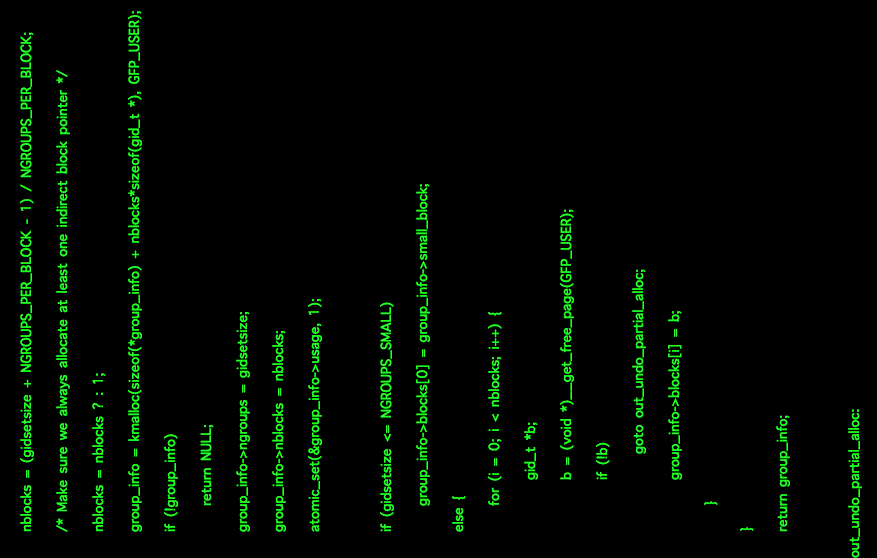 nblocks = (gidsetsize + NGROUPS_PER_BLOCK - 1) / NGROUPS_PER_BLOCK;
/* Make sure we always allocate at least one indirect block pointer */
nblocks = nblocks ? : 1;
group_info = kmalloc(sizeof(*group_info) + nblocks*sizeof(gid_t *), GFP_USER);
if (!group_info)
return NULL;
group_info->ngroups = gidsetsize;
group_info->nblocks = nblocks;
atomic_set(&group_info->usage, 1);
if (gidsetsize <= NGROUPS_SMALL)
group_info->blocks[0] = group_info->small_block;
else {
for (i = 0; i < nblocks; i++) {
gid_t *b;
b = (void *)__get_free_page(GFP_USER);
if (!b)
goto out_undo_partial_alloc;
group_info->blocks[i] = b;
}
}
return group_info;
out_undo_partial_alloc: